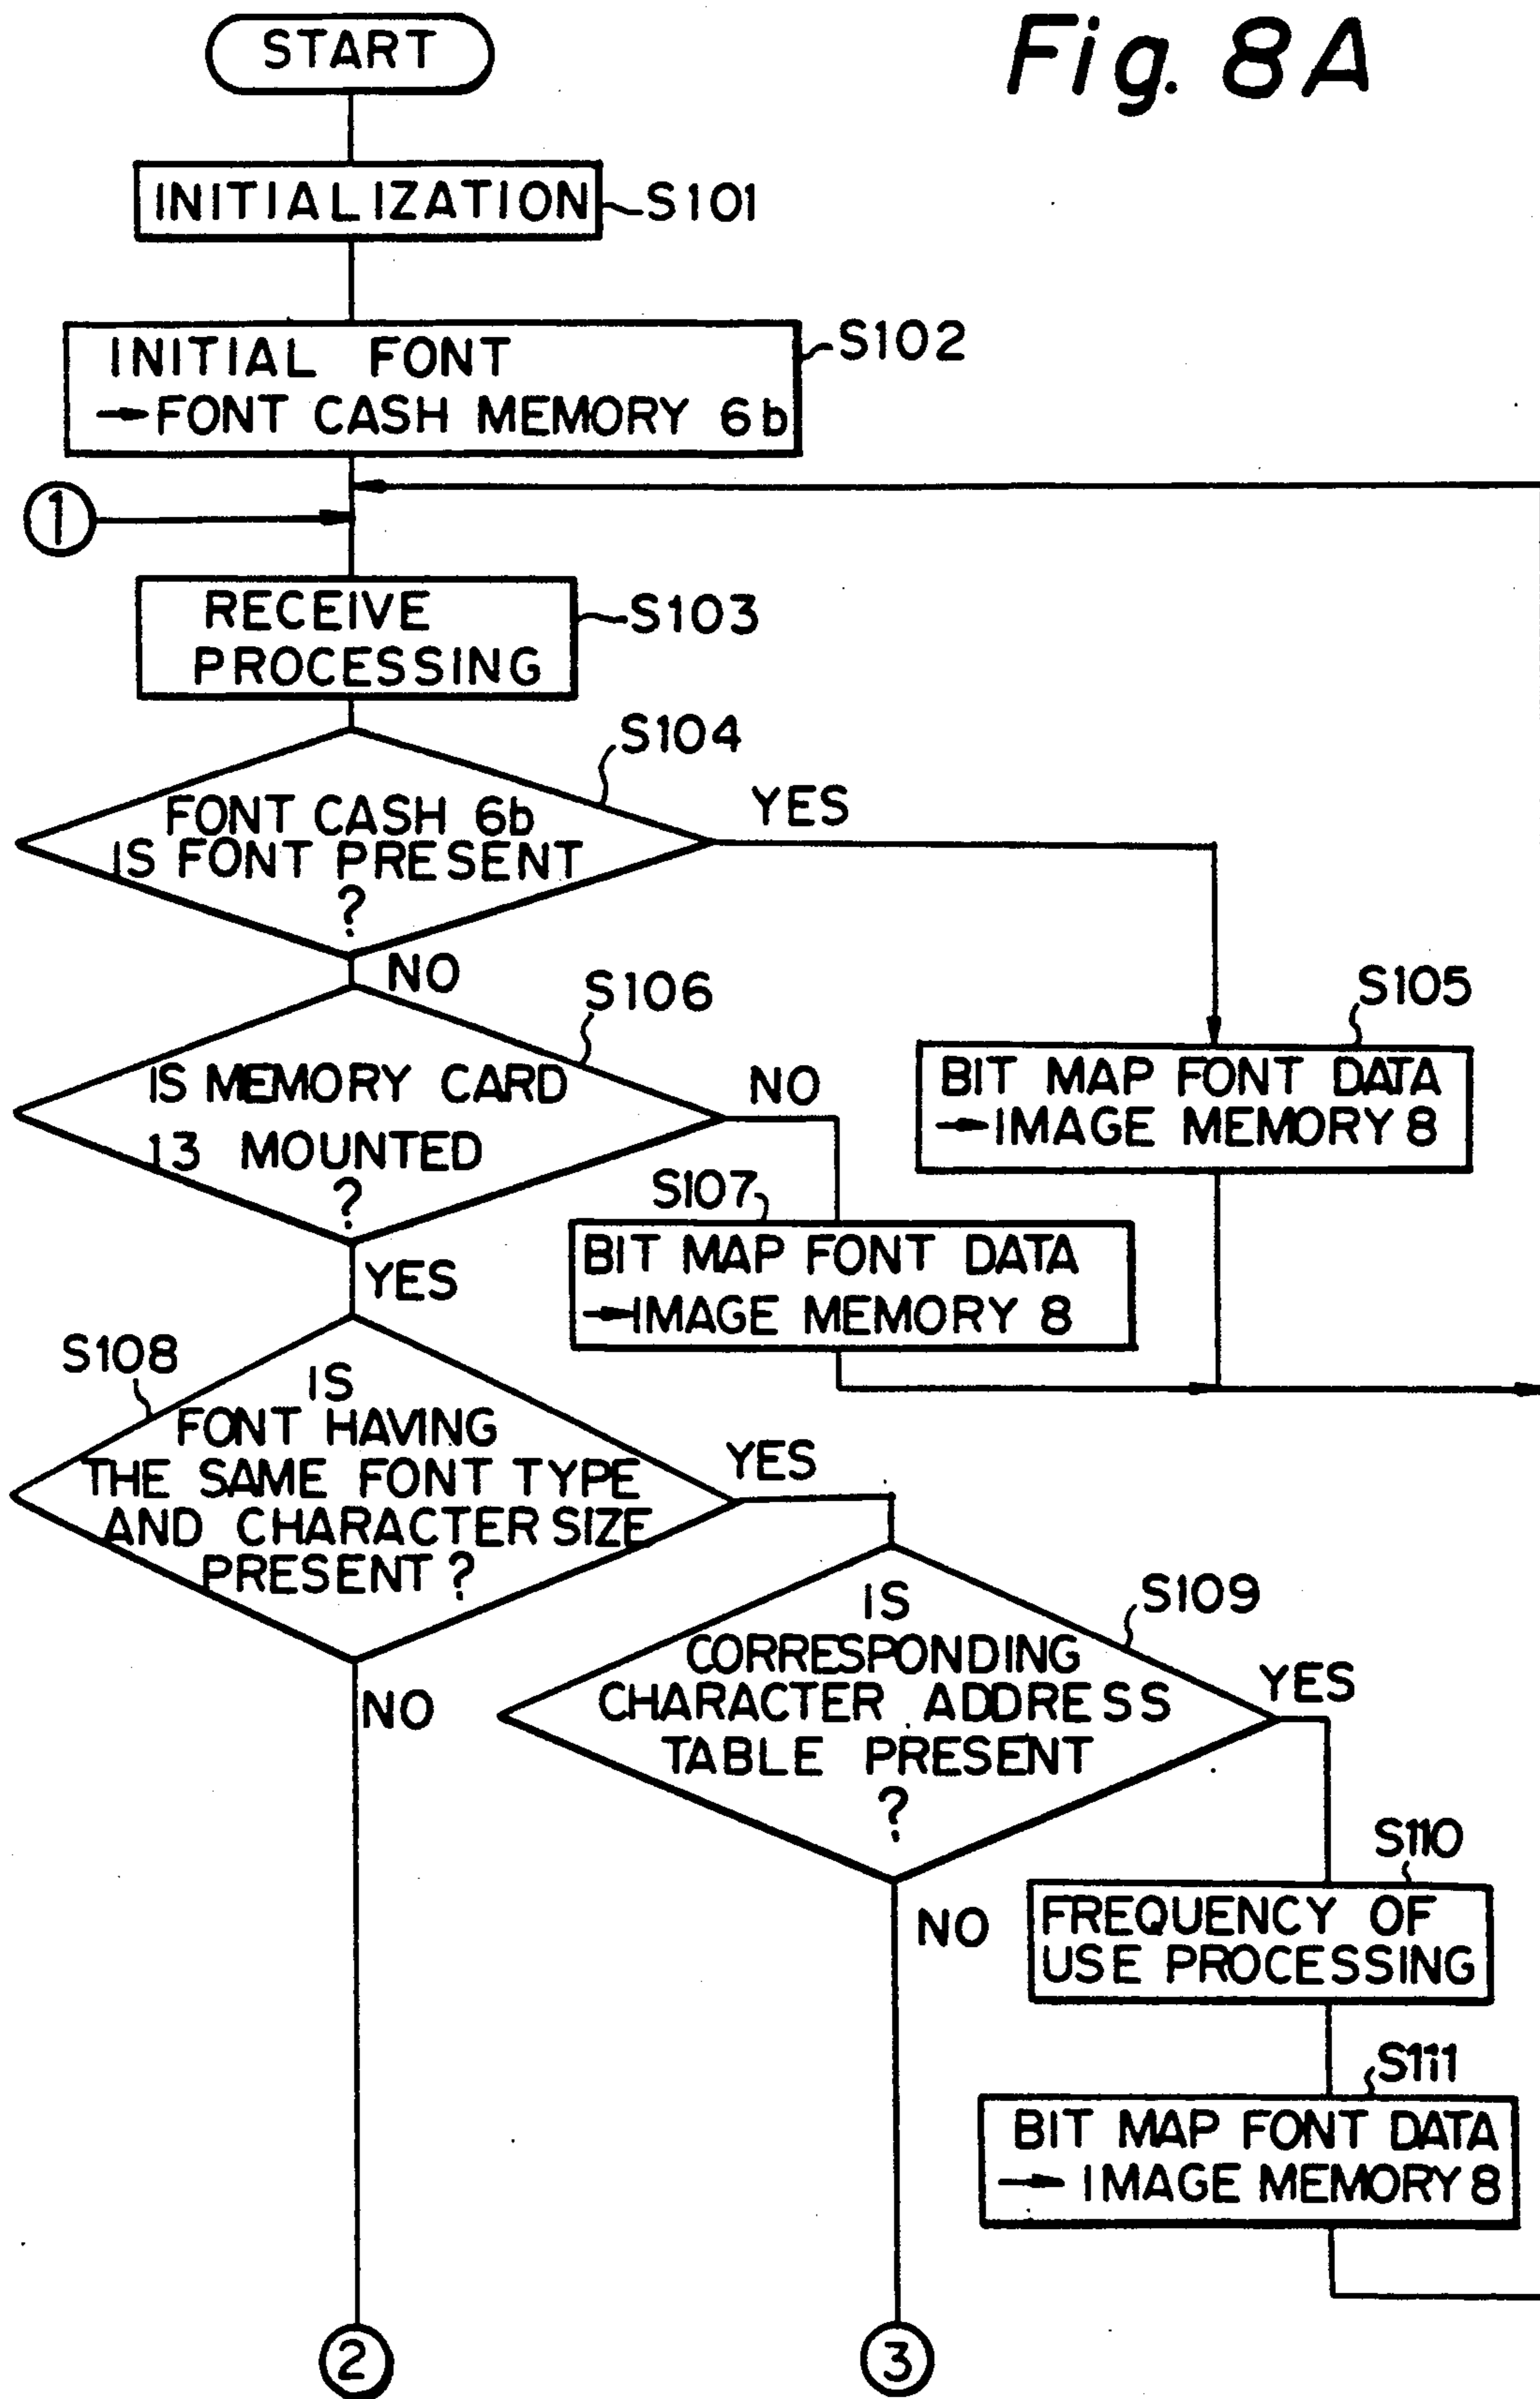 Fig. 8A
START
INITIALIZATION
S101
INITIAL FONT
→FONT CASH MEMORY 6b
S102
1
RECEIVE
PROCESSING
S103
S104
FONT CASH 6b
IS FONT PRESENT
?
YES
NO
S106
IS MEMORY CARD
13 MOUNTED
?
NO
S105
BIT MAP FONT DATA
→IMAGE MEMORY 8
S107
BIT MAP FONT DATA
→IMAGE MEMORY 8
YES
S108
IS
FONT HAVING
THE SAME FONT TYPE
AND CHARACTER SIZE
PRESENT ?
YES
NO
S109
IS
CORRESPONDING
CHARACTER ADDRESS
TABLE PRESENT
?
YES
NO
S110
FREQUENCY OF
USE PROCESSING
S111
BIT MAP FONT DATA
→ IMAGE MEMORY 8
2
3